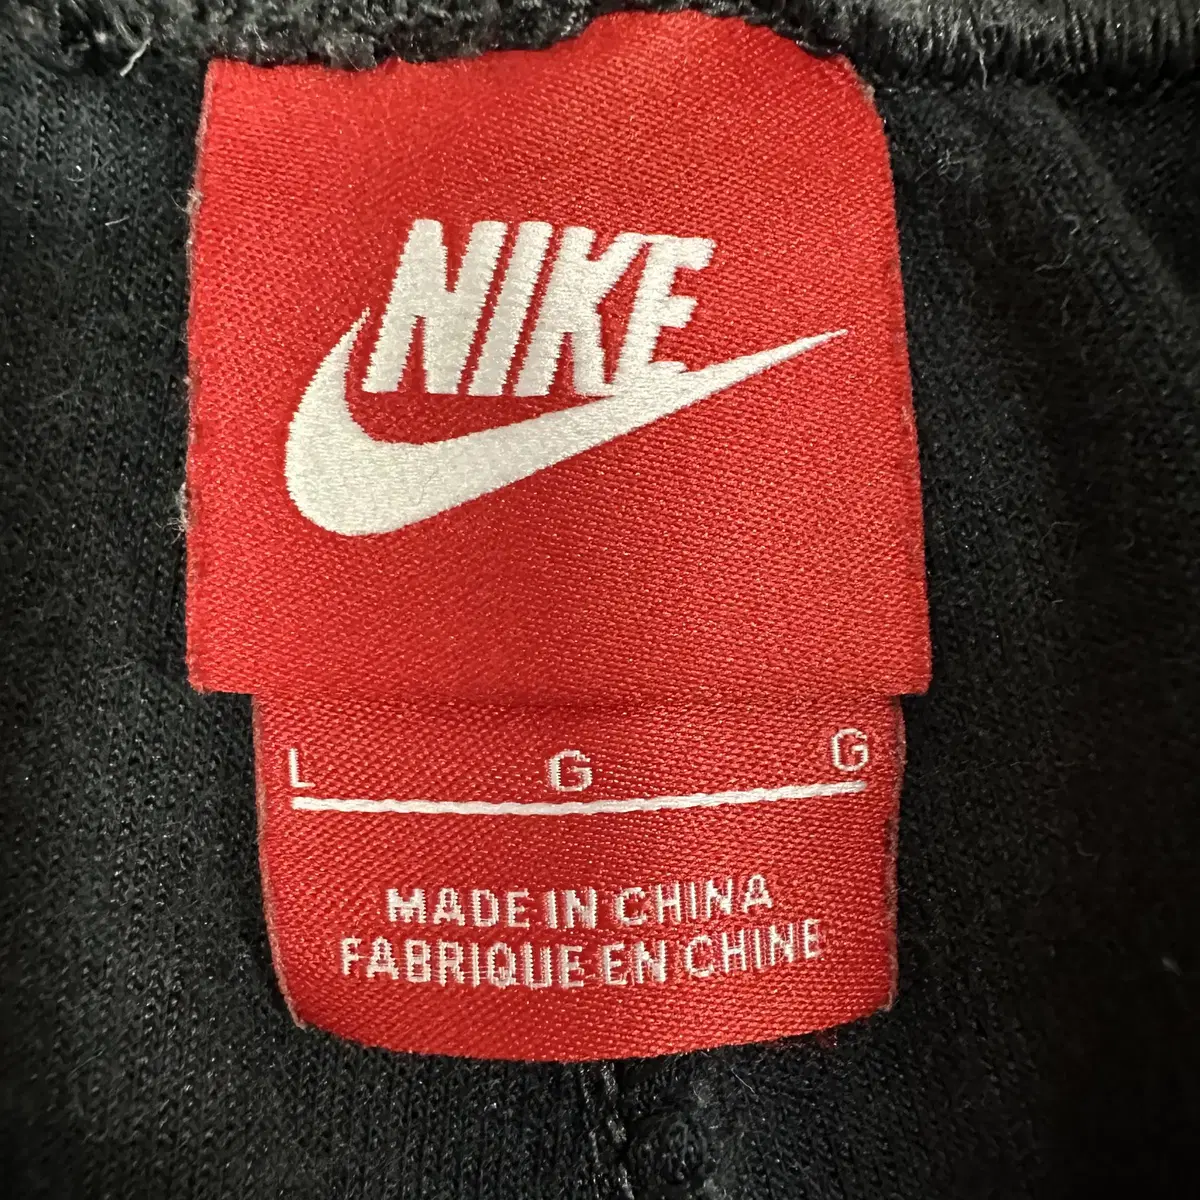 NIKE
L G G
MADE IN CHINA
FABRIQUE EN CHINE